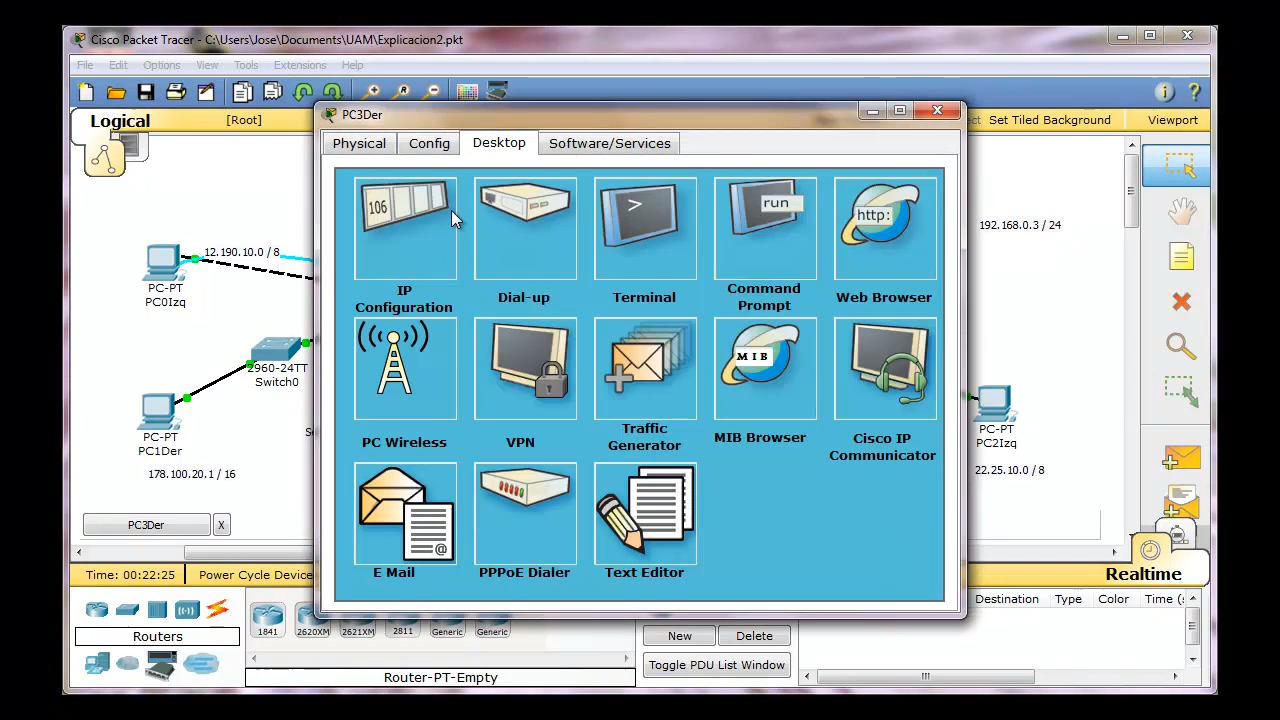 Cisco Packet Tracer - C:\Users\Jose\Documents\UAM\Explicacion2.pkt
File Edit Options View Tools Extensions Help
Logical
[Root]
Set Tiled Background
Viewport
PC3Der
Physical
Config
Desktop
Software/Services
106
>
run
http:
IP
Configuration
Dial-up
Terminal
Command
Prompt
Web Browser
MIB
PC Wireless
VPN
Traffic
Generator
MIB Browser
Cisco IP
Communicator
@
E Mail
PPPoE Dialer
Text Editor
12.190.10.0 / 8
PC-PT
PC0Izq
2960-24TT
Switch0
PC-PT
PC1Der
178.100.20.1 / 16
192.168.0.3 / 24
PC-PT
PC2Izq
22.25.10.0 / 8
PC3Der
X
Time: 00:22:25
Power Cycle Device
Realtime
Routers
1841
2620XM
2621XM
2811
Generic
Generic
Router-PT-Empty
New
Delete
Toggle PDU List Window
Destination
Type
Color
Time (s